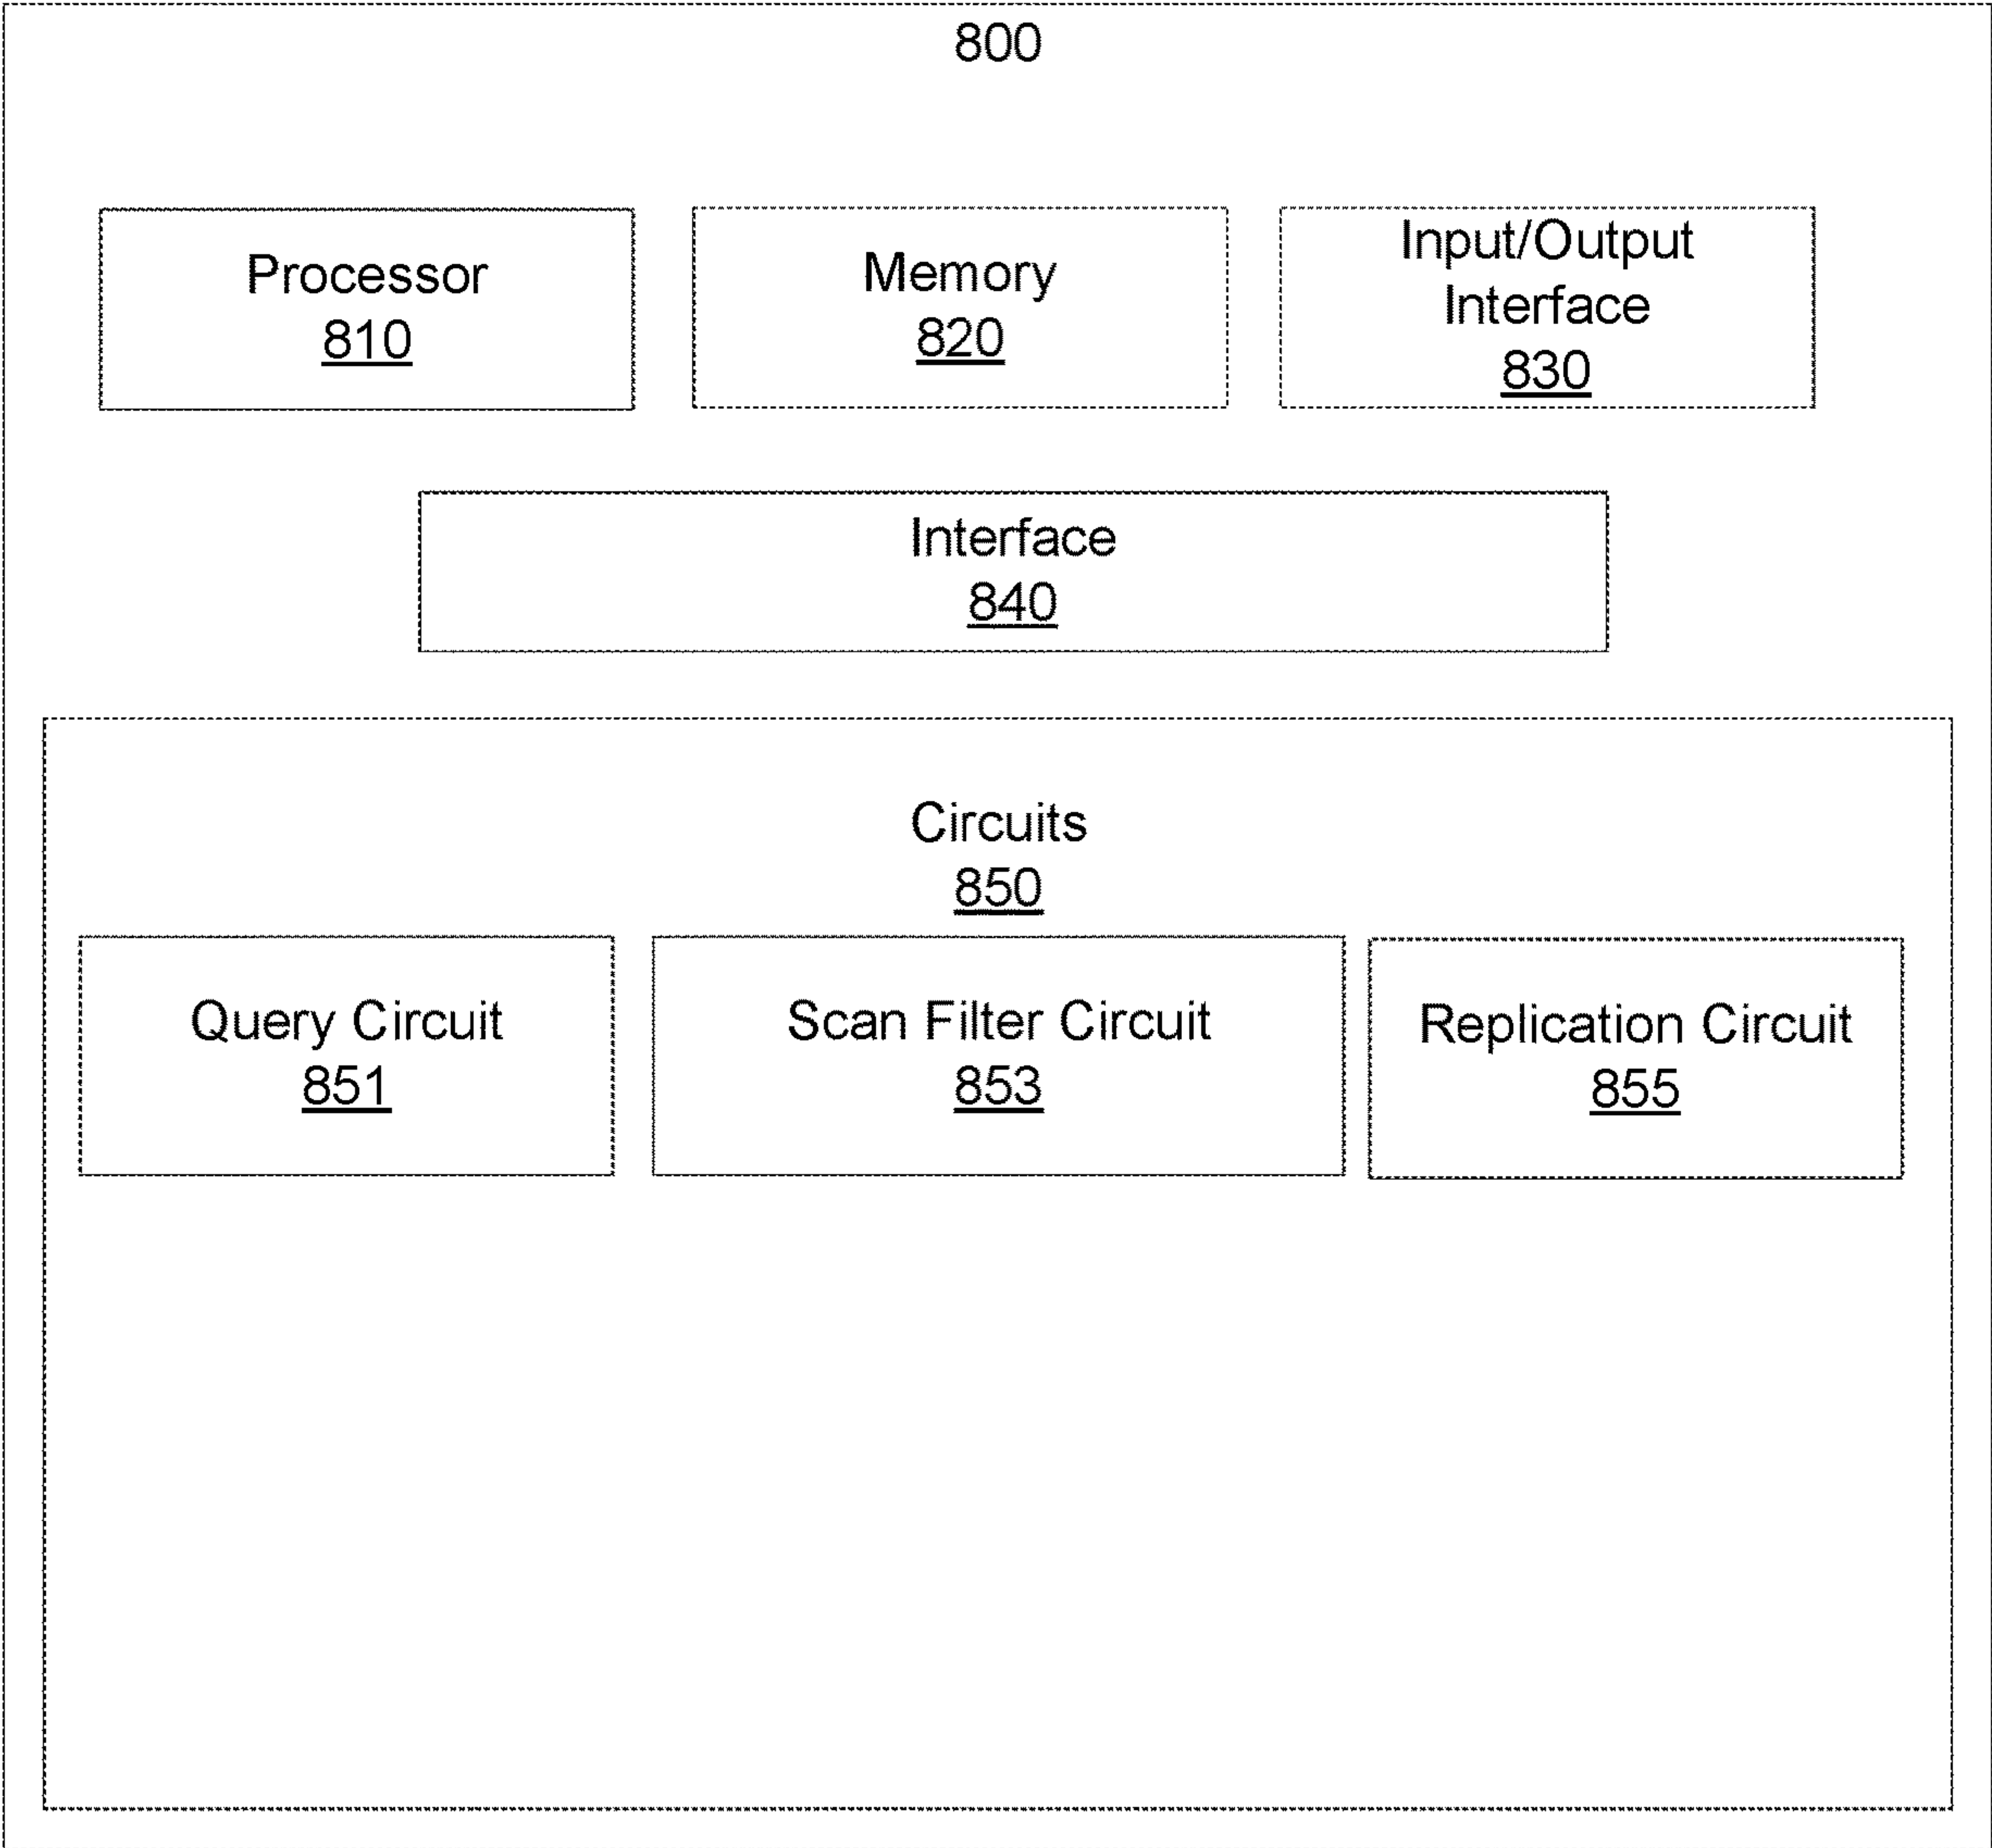 800
Processor
810
Memory
820
Input/Output
Interface
830
Interface
840
Circuits
850
Query Circuit
851
Scan Filter Circuit
853
Replication Circuit
855